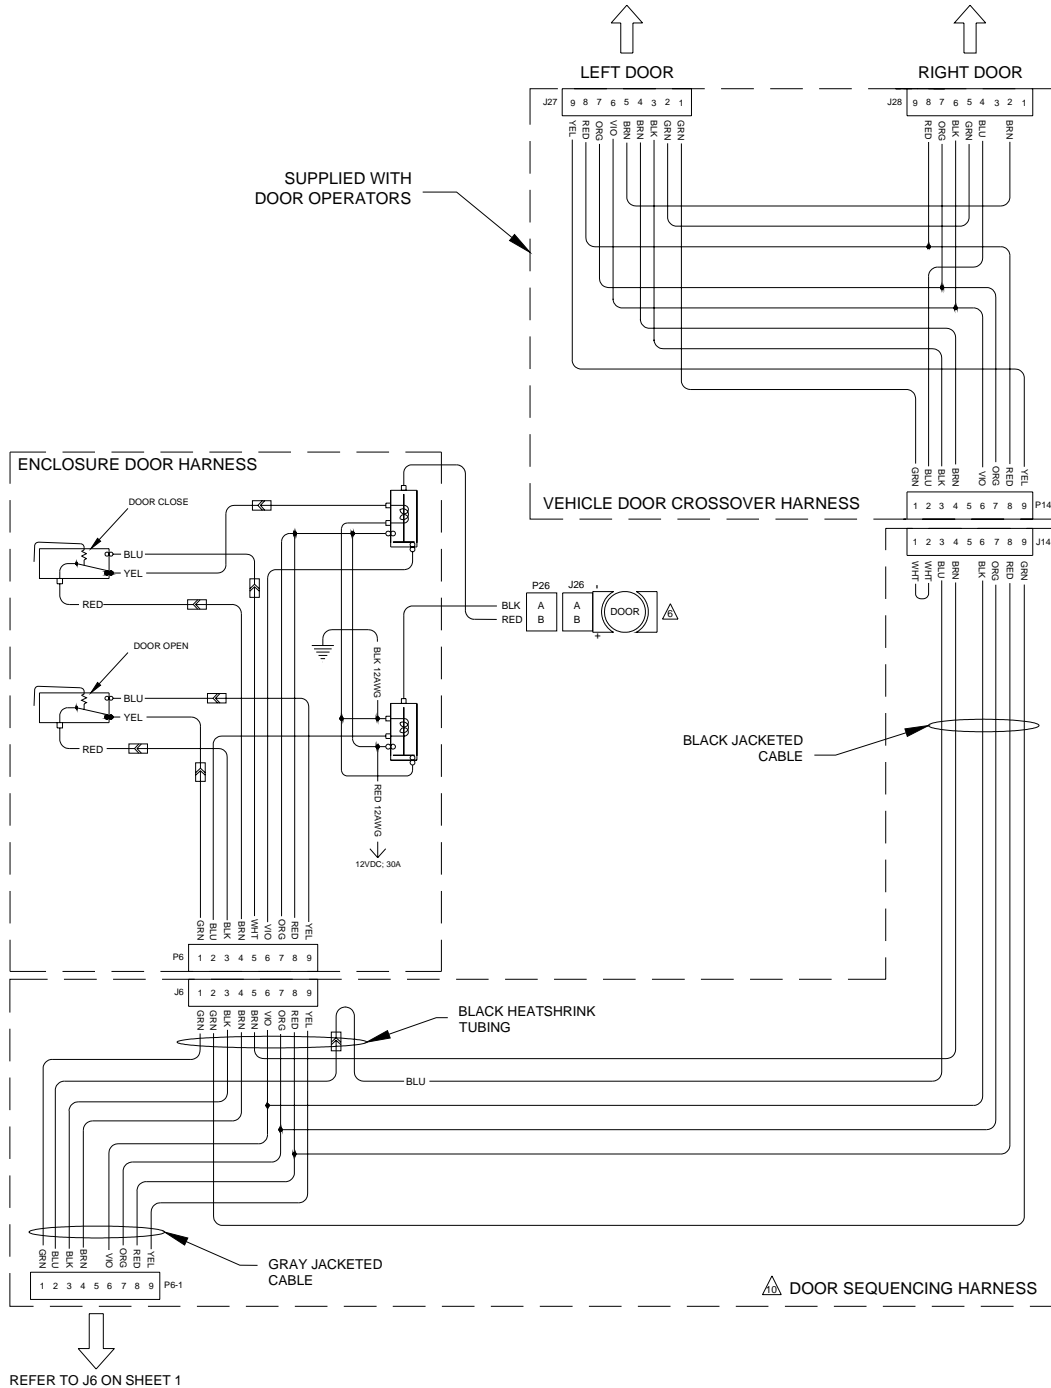 LEFT DOOR
RIGHT DOOR
J27 9 8 7 6 5 4 3 2 1
YEL RED ORG VIO BRN BRN BLK GRN GRN
J28 9 8 7 6 5 4 3 2 1
RED ORG BLK GRN BLU BRN
SUPPLIED WITH
DOOR OPERATORS
GRN BLU BLK BRN VIO ORG RED YEL
VEHICLE DOOR CROSSOVER HARNESS
1 2 3 4 5 6 7 8 9 P14
1 2 3 4 5 6 7 8 9 J14
WHT WHT BLU BRN BLK ORG RED GRN
ENCLOSURE DOOR HARNESS
DOOR CLOSE
BLU
YEL
RED
DOOR OPEN
BLU
YEL
RED
BLK 12AWG
RED 12AWG
12VDC; 30A
P26 J26 -
BLK A A
RED B B
DOOR
+
6
BLACK JACKETED
CABLE
GRN BLU BLK BRN WHT VIO ORG RED YEL
P6 1 2 3 4 5 6 7 8 9
J6 1 2 3 4 5 6 7 8 9
GRN GRN BLK BRN BRN VIO ORG RED YEL
BLACK HEATSHRINK
TUBING
BLU
GRAY JACKETED
CABLE
GRN BLU BLK BRN VIO ORG RED YEL
1 2 3 4 5 6 7 8 9 P6-1
10 DOOR SEQUENCING HARNESS
REFER TO J6 ON SHEET 1